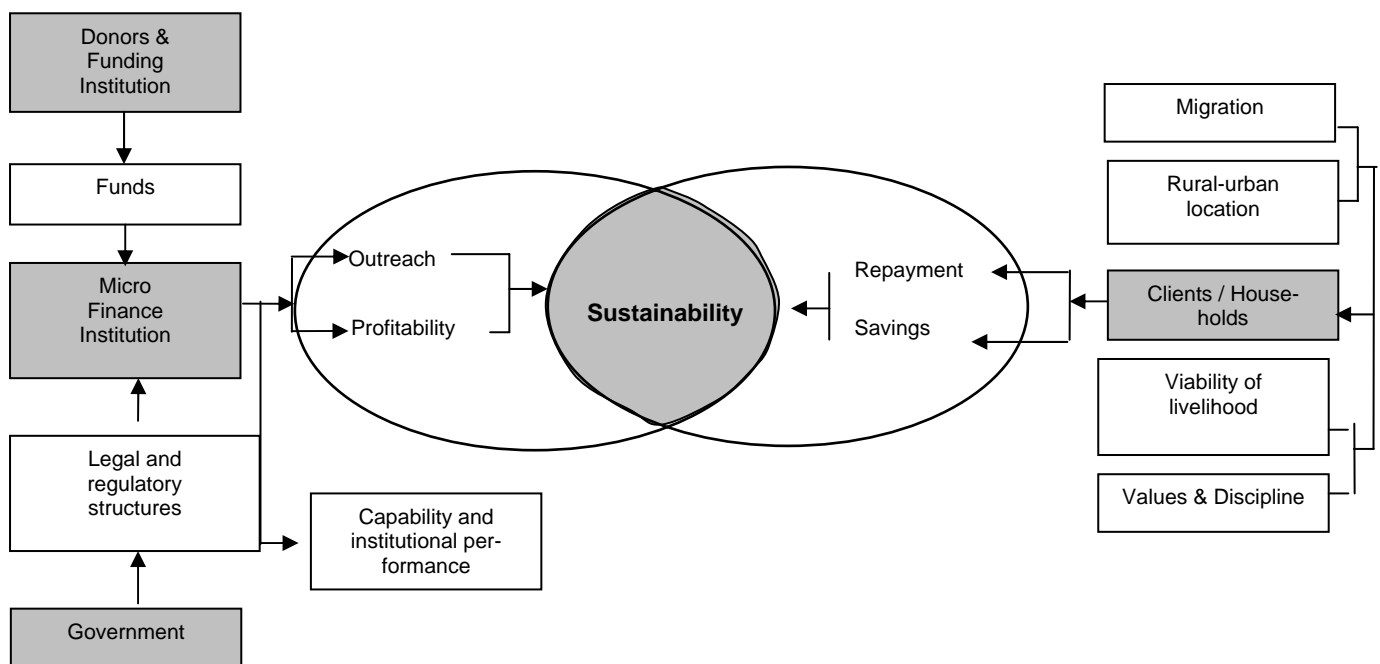 Donors &
Funding
Institution
Funds
Micro
Finance
Institution
Legal and
regulatory
structures
Government
Capability and
institutional per-
formance
Outreach
Profitability
Sustainability
Repayment
Savings
Migration
Rural-urban
location
Clients / House-
holds
Viability of
livelihood
Values & Discipline